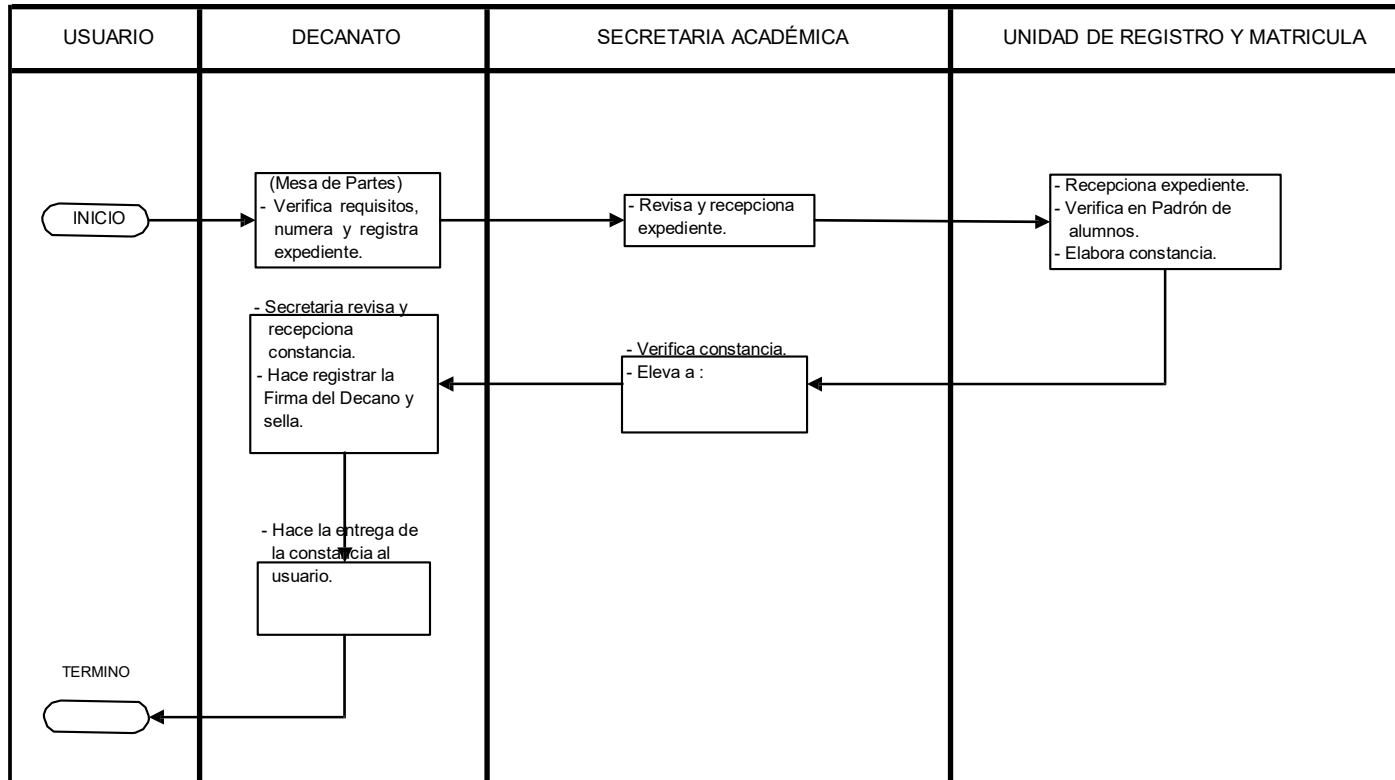 USUARIO
DECANATO
SECRETARIA ACADÉMICA
UNIDAD DE REGISTRO Y MATRICULA
INICIO
(Mesa de Partes)
- Verifica requisitos,
numera y registra
expediente.
- Revisa y recepciona
expediente.
- Recepciona expediente.
- Verifica en Padrón de
alumnos.
- Elabora constancia.
- Verifica constancia.
- Eleva a :
- Secretaria revisa y
recepciona
constancia.
- Hace registrar la
Firma del Decano y
sella.
- Hace la entrega de
la constancia al
usuario.
TERMINO